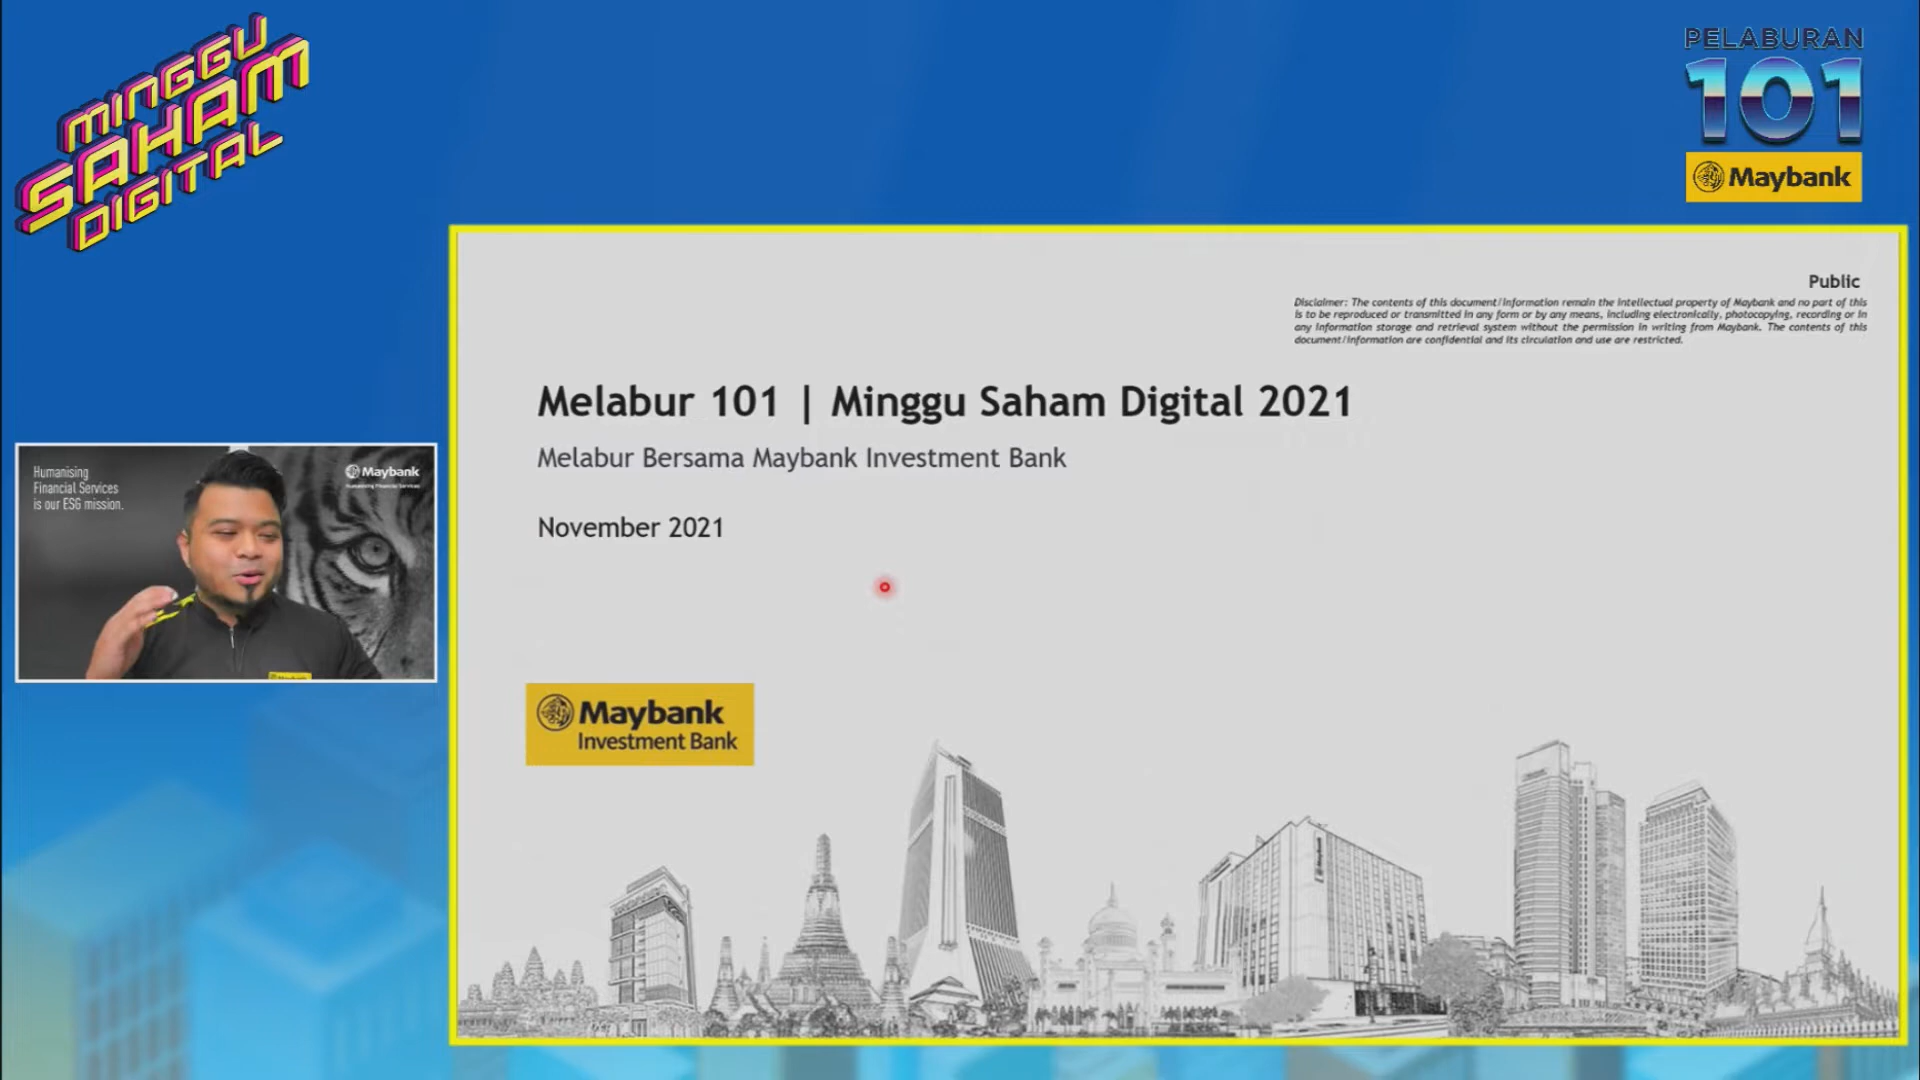 MINGGU
SAHAM
DIGITAL
PELABURAN
101
Maybank
Public
Disclaimer: The contents of this document/information remain the intellectual property of Maybank and no part of this
is to be reproduced or transmitted in any form or by any means, including electronically, photocopying, recording or in
any information storage and retrieval system without the permission in writing from Maybank. The contents of this
document/information are confidential and its circulation and use are restricted.
Melabur 101 | Minggu Saham Digital 2021
Melabur Bersama Maybank Investment Bank
November 2021
Humanising
Financial Services
is our ESG mission.
Maybank
Humanising Financial Services
Maybank
Investment Bank